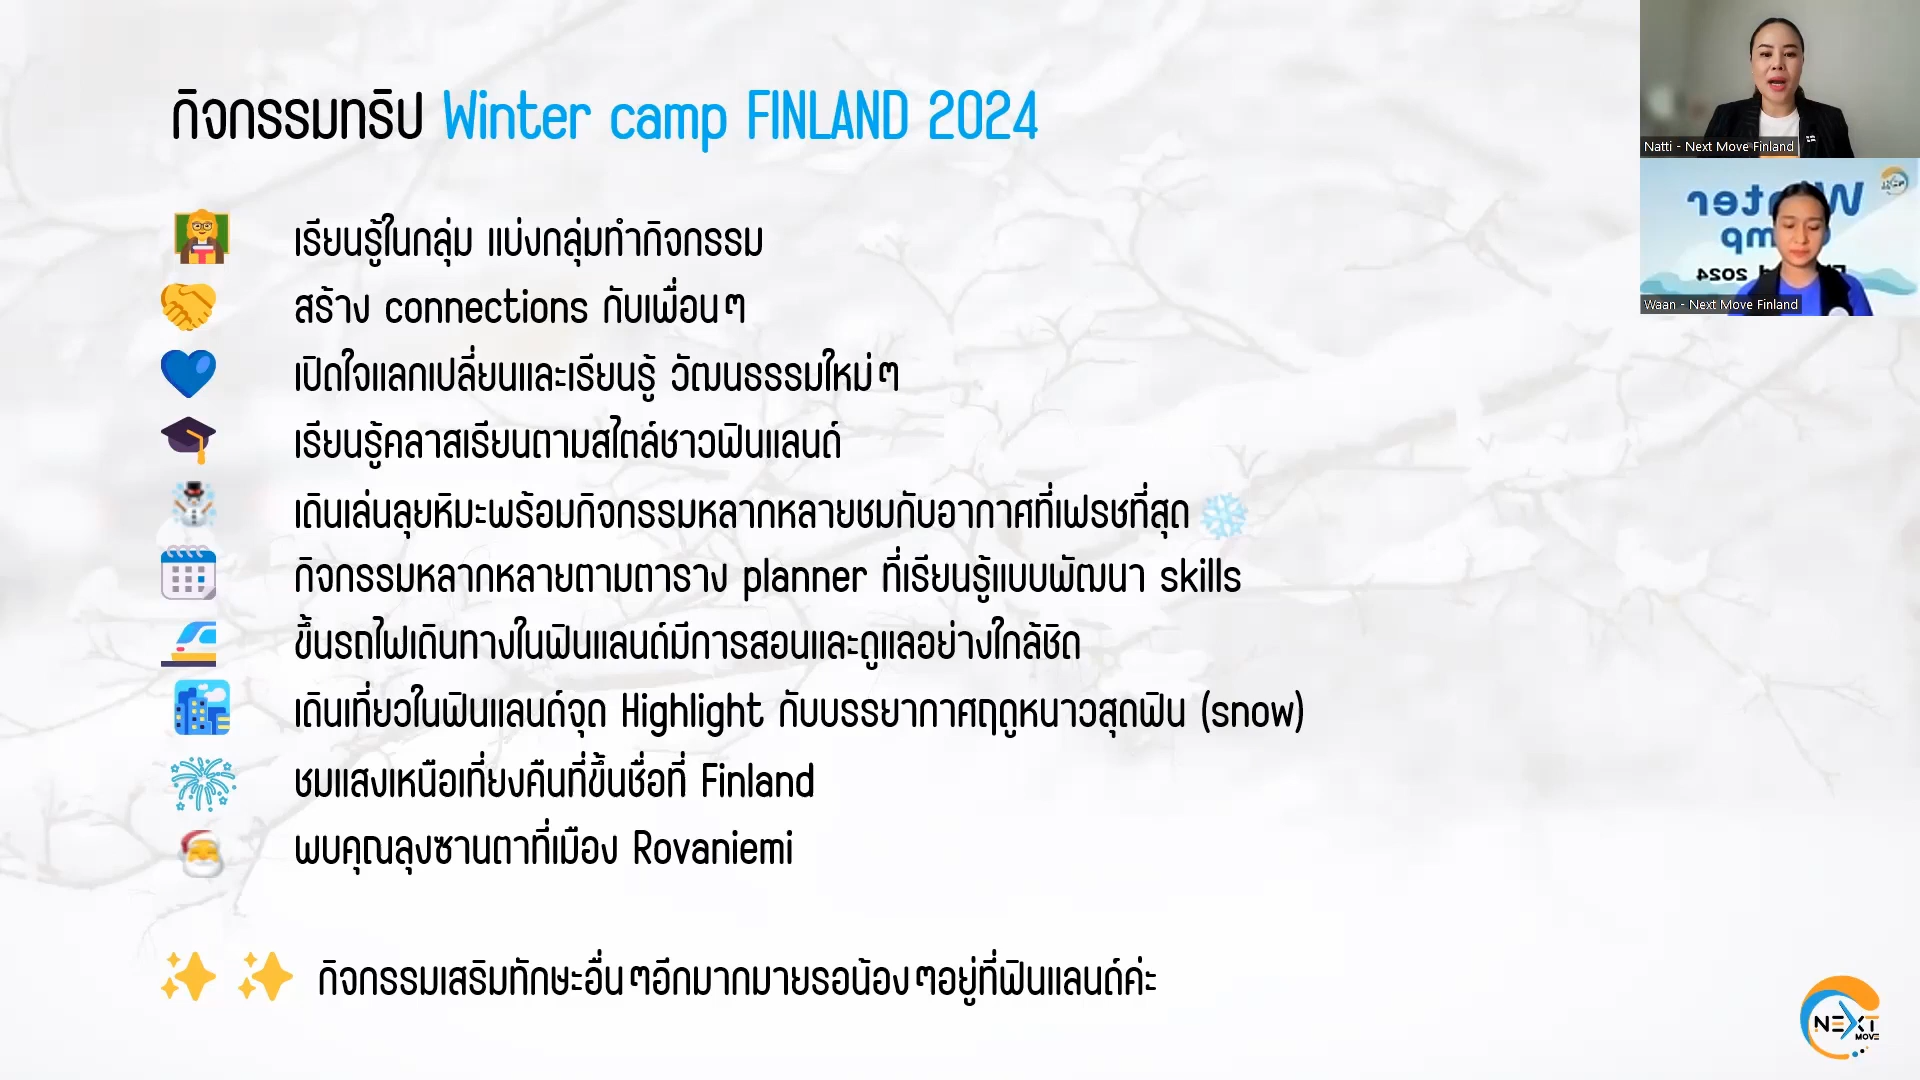 กิจกรรมทริป Winter camp FINLAND 2024
เรียนรู้ในกลุ่ม แบ่งกลุ่มทำกิจกรรม
สร้าง connections กับเพื่อนๆ
เปิดใจแลกเปลี่ยนและเรียนรู้ วัฒนธรรมใหม่ๆ
เรียนรู้คลาสเรียนตามสไตล์ชาวฟินแลนด์
เดินเล่นลุยหิมะพร้อมกิจกรรมหลากหลายชมกับอากาศที่เฟรชที่สุด
กิจกรรมหลากหลายตามตาราง planner ที่เรียนรู้แบบพัฒนา skills
ขึ้นรถไฟเดินทางในฟินแลนด์มีการสอนและดูแลอย่างใกล้ชิด
เดินเที่ยวในฟินแลนด์จุด Highlight กับบรรยากาศฤดูหนาวสุดฟิน (snow)
ชมแสงเหนือเที่ยงคืนที่ขึ้นชื่อที่ Finland
พบคุณลุงซานตาที่เมือง Rovaniemi
กิจกรรมเสริมทักษะอื่นๆอีกมากมายรอน้องๆอยู่ที่ฟินแลนด์ค่ะ
Natti - Next Move Finland
2024
Waan - Next Move Finland
NEXT
MOVE